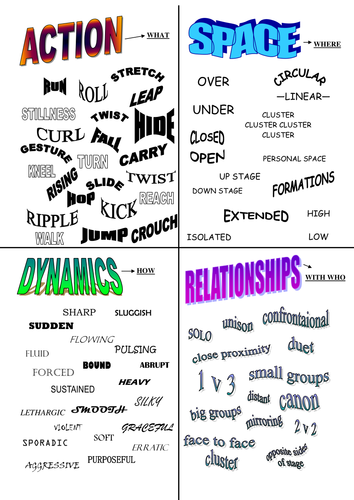 ACTION → WHAT
RUN
ROLL
STRETCH
LEAP
STILLNESS
TWIST
HIDE
CURL
FALL
GESTURE
TURN
CARRY
KNEEL
RISING
SLIDE
TWIST
HOP
KICK
REACH
RIPPLE
WALK
JUMP
CROUCH
SPACE → WHERE
OVER
CIRCULAR
—LINEAR—
UNDER
CLUSTER
CLUSTER CLUSTER
CLUSTER
CLOSED
OPEN
PERSONAL SPACE
UP STAGE
DOWN STAGE
FORMATIONS
EXTENDED
HIGH
ISOLATED
LOW
DYNAMICS → HOW
SHARP
SLUGGISH
SUDDEN
FLOWING
FLUID
PULSING
BOUND
ABRUPT
FORCED
HEAVY
SUSTAINED
SILKY
LETHARGIC
SMOOTH
VIOLENT
GRACEFUL
SPORADIC
SOFT
ERRATIC
AGGRESSIVE
PURPOSEFUL
RELATIONSHIPS → WITH WHO
SOLO
unison
confrontaional
close proximity
duet
1 v 3
small groups
distant
canon
big groups
mirroring
2 v 2
face to face
cluster
opposite sides
of stage